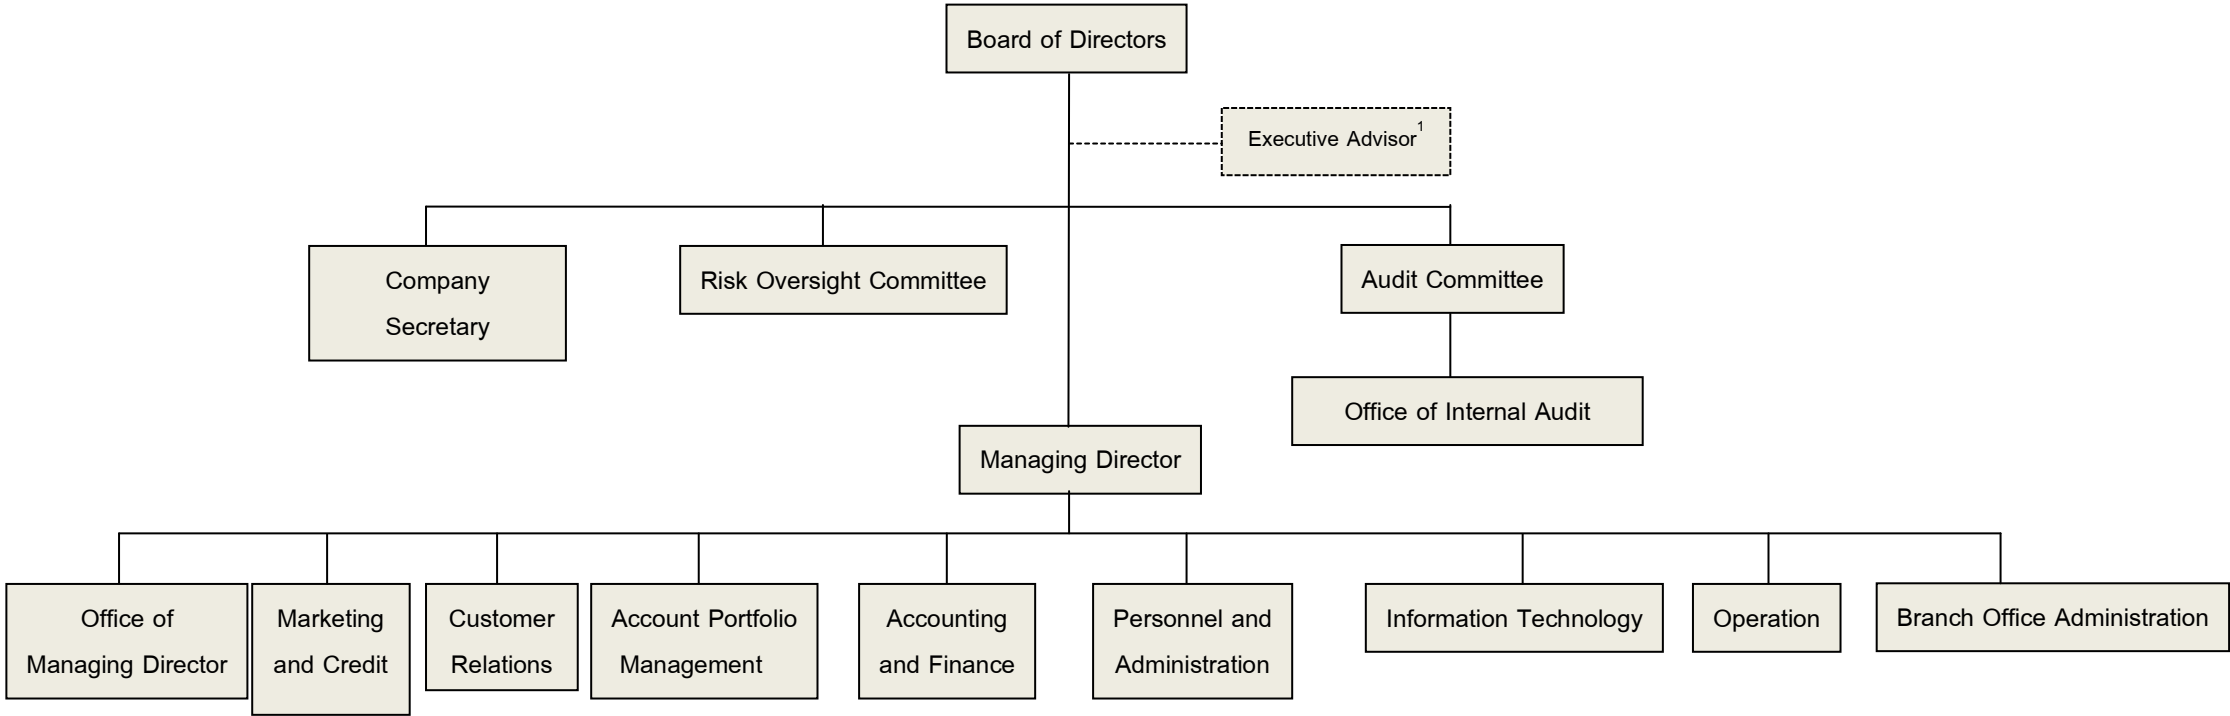 Board of Directors
Executive Advisor1
Company
Secretary
Risk Oversight Committee
Audit Committee
Office of Internal Audit
Managing Director
Office of
Managing Director
Marketing
and Credit
Customer
Relations
Account Portfolio
Management
Accounting
and Finance
Personnel and
Administration
Information Technology
Operation
Branch Office Administration